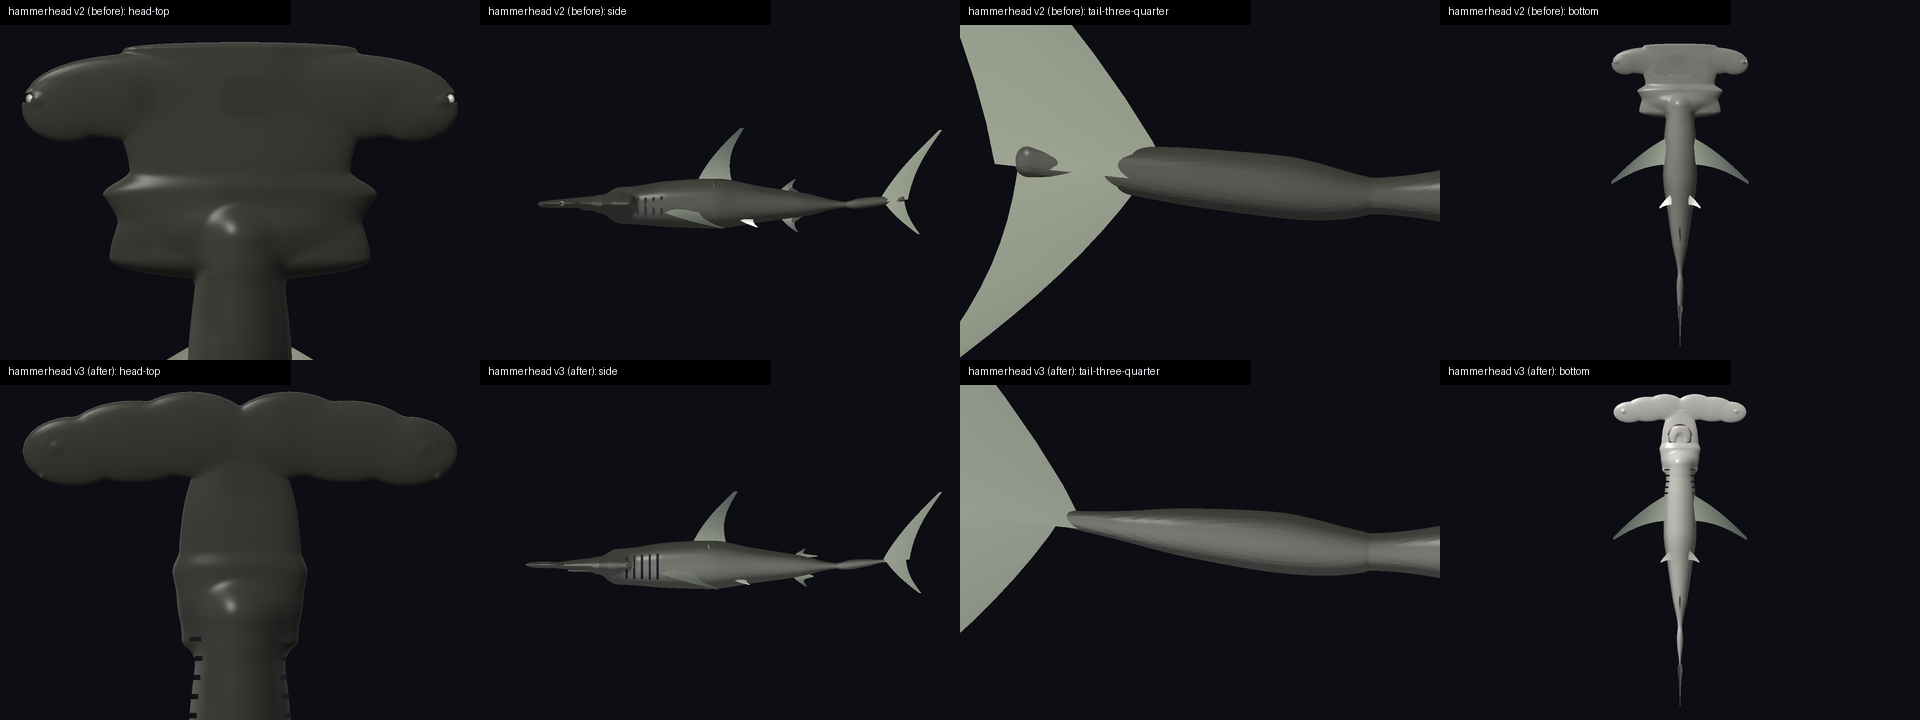 hammerhead v2 (before): head-top
hammerhead v2 (before): side
hammerhead v2 (before): tail-three-quarter
hammerhead v2 (before): bottom
hammerhead v3 (after): head-top
hammerhead v3 (after): side
hammerhead v3 (after): tail-three-quarter
hammerhead v3 (after): bottom